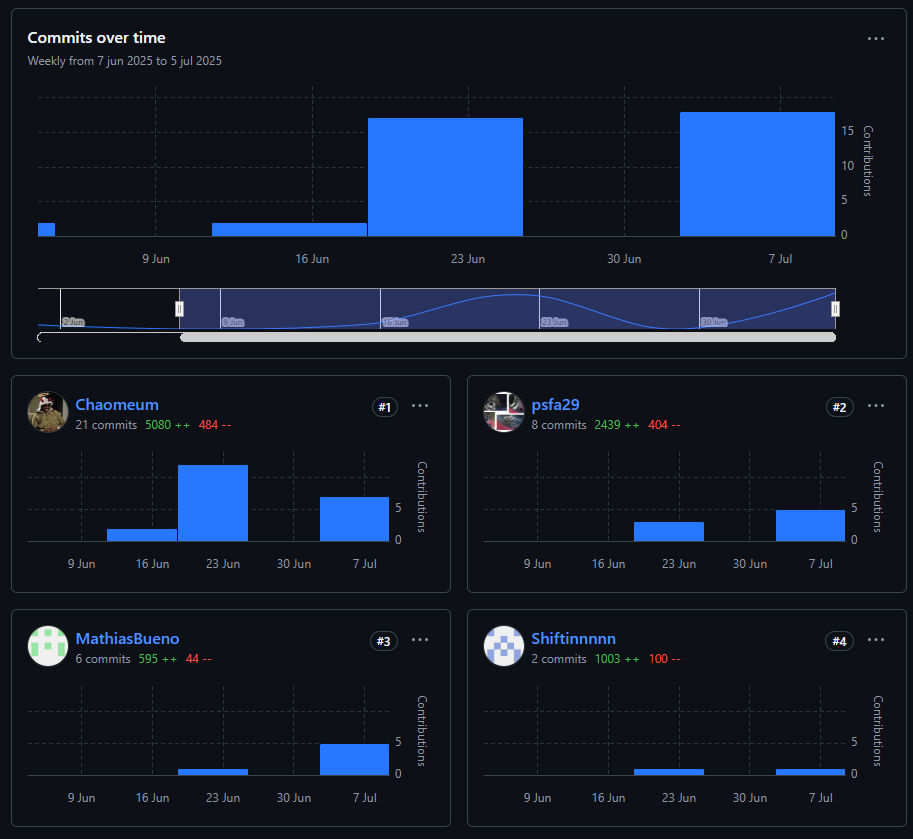 Commits over time
Weekly from 7 jun 2025 to 5 jul 2025
15
10
5
0
Contributions
9 Jun 16 Jun 23 Jun 30 Jun 7 Jul
2 Jun 9 Jun 16 Jun 23 Jun 30 Jun
Chaomeum #1
21 commits 5080 ++ 484 --
5
0
Contributions
9 Jun 16 Jun 23 Jun 30 Jun 7 Jul
psfa29 #2
8 commits 2439 ++ 404 --
5
0
Contributions
9 Jun 16 Jun 23 Jun 30 Jun 7 Jul
MathiasBueno #3
6 commits 595 ++ 44 --
5
0
Contributions
9 Jun 16 Jun 23 Jun 30 Jun 7 Jul
Shiftinnnnn #4
2 commits 1003 ++ 100 --
5
0
Contributions
9 Jun 16 Jun 23 Jun 30 Jun 7 Jul